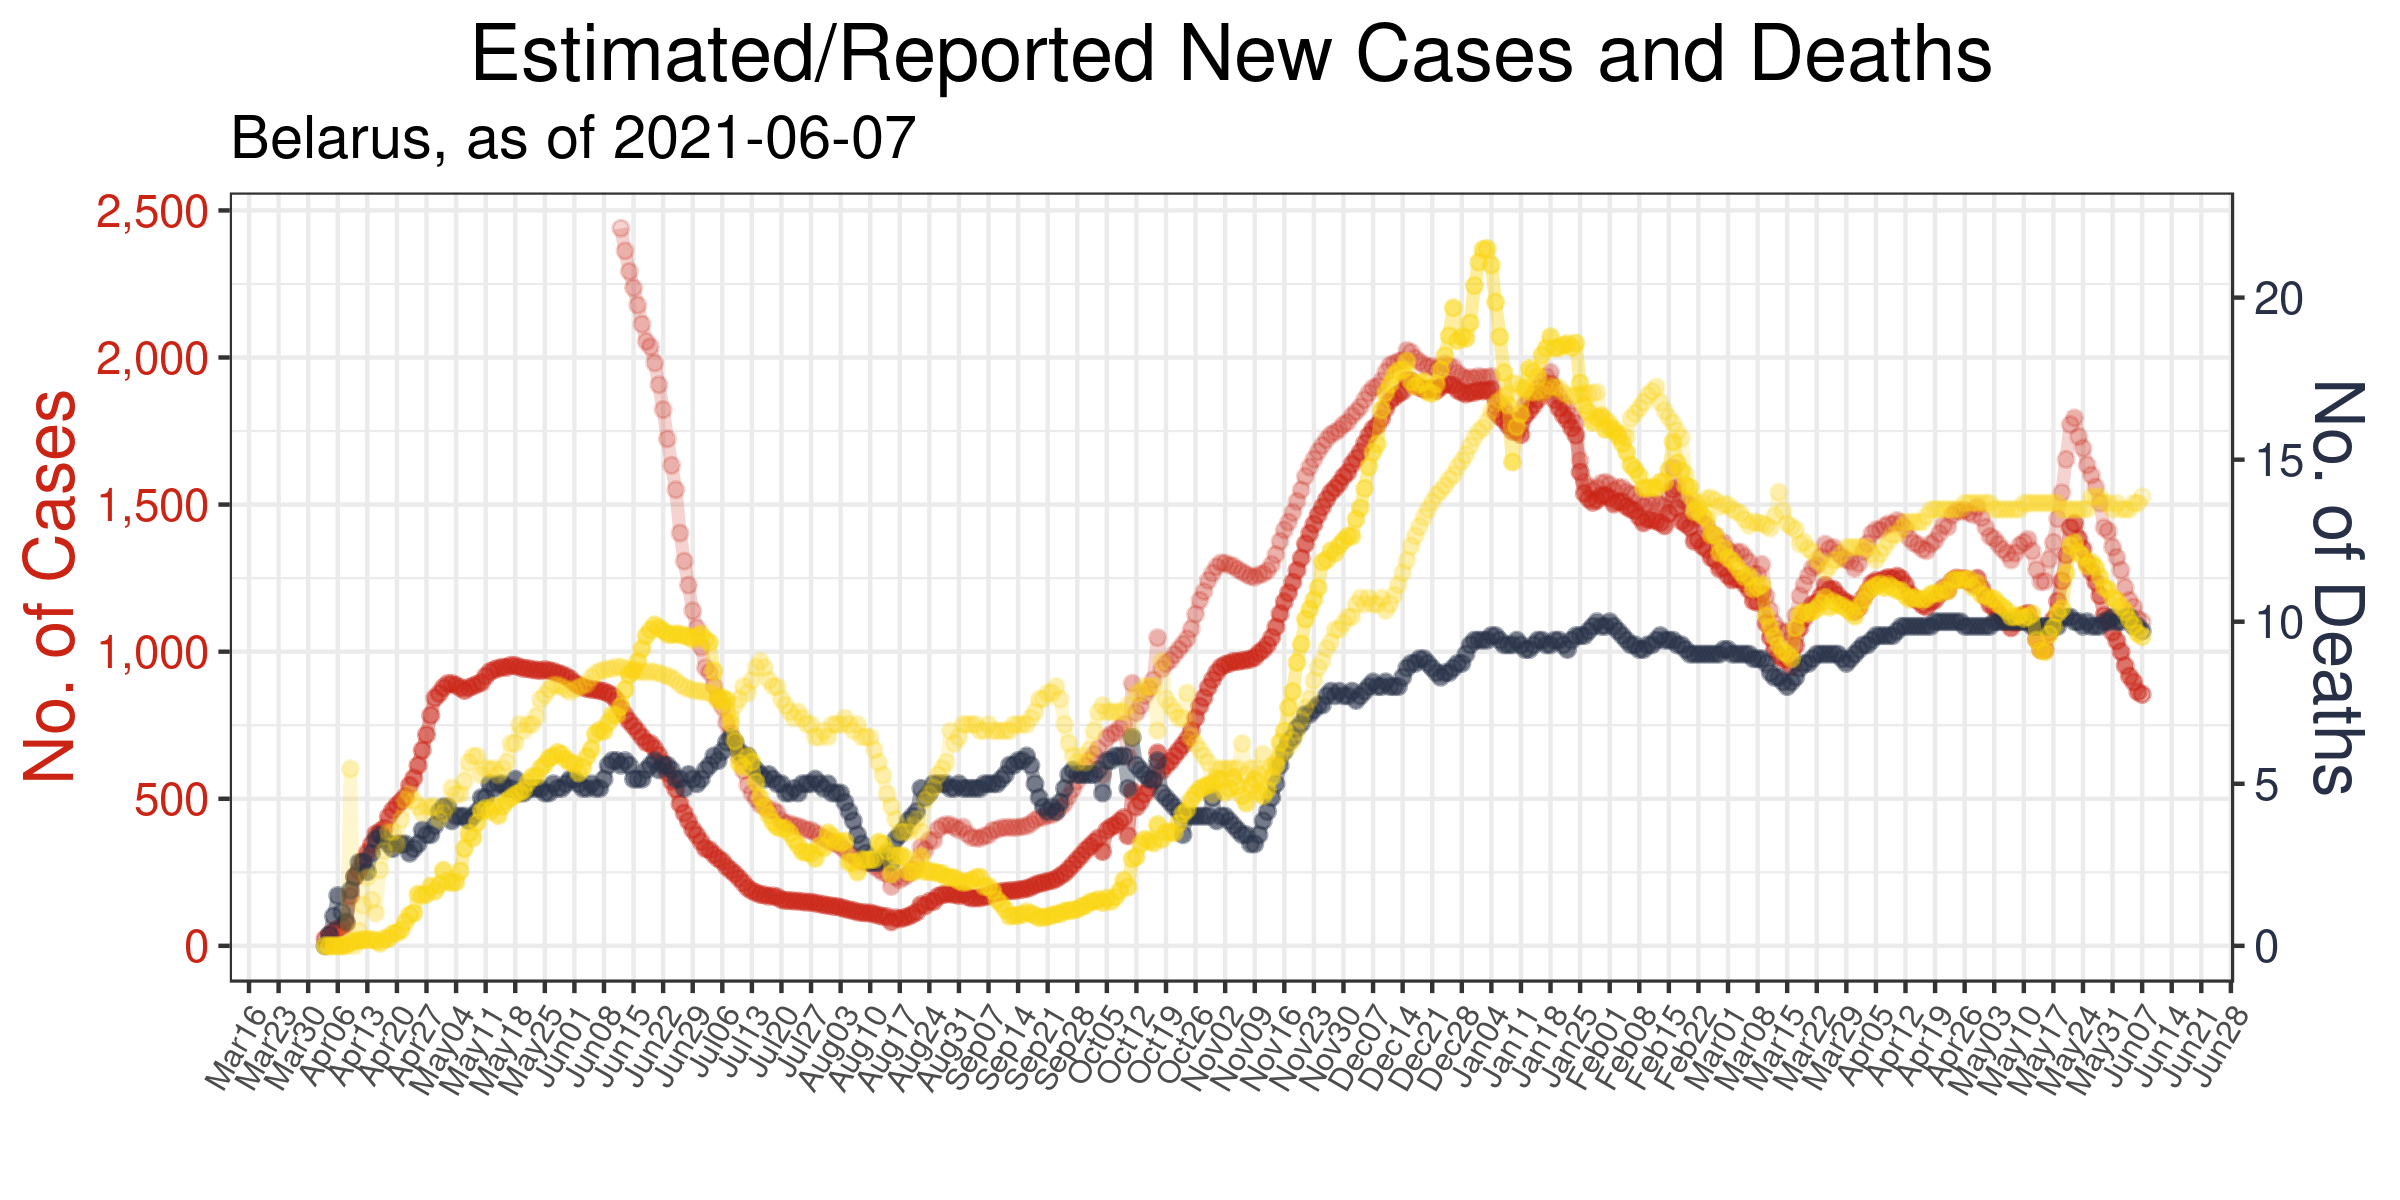 Estimated/Reported New Cases and Deaths
Belarus, as of 2021-06-07
No. of Cases
2,500
2,000
1,500
1,000
500
0
No. of Deaths
20
15
10
5
0
Mar16
Mar23
Mar30
Apr06
Apr13
Apr20
Apr27
May04
May11
May18
May25
Jun01
Jun08
Jun15
Jun22
Jun29
Jul06
Jul13
Jul20
Jul27
Aug03
Aug10
Aug17
Aug24
Aug31
Sep07
Sep14
Sep21
Sep28
Oct05
Oct12
Oct19
Oct26
Nov02
Nov09
Nov16
Nov23
Nov30
Dec07
Dec14
Dec21
Dec28
Jan04
Jan11
Jan18
Jan25
Feb01
Feb08
Feb15
Feb22
Mar01
Mar08
Mar15
Mar22
Mar29
Apr05
Apr12
Apr19
Apr26
May03
May10
May17
May24
May31
Jun07
Jun14
Jun21
Jun28